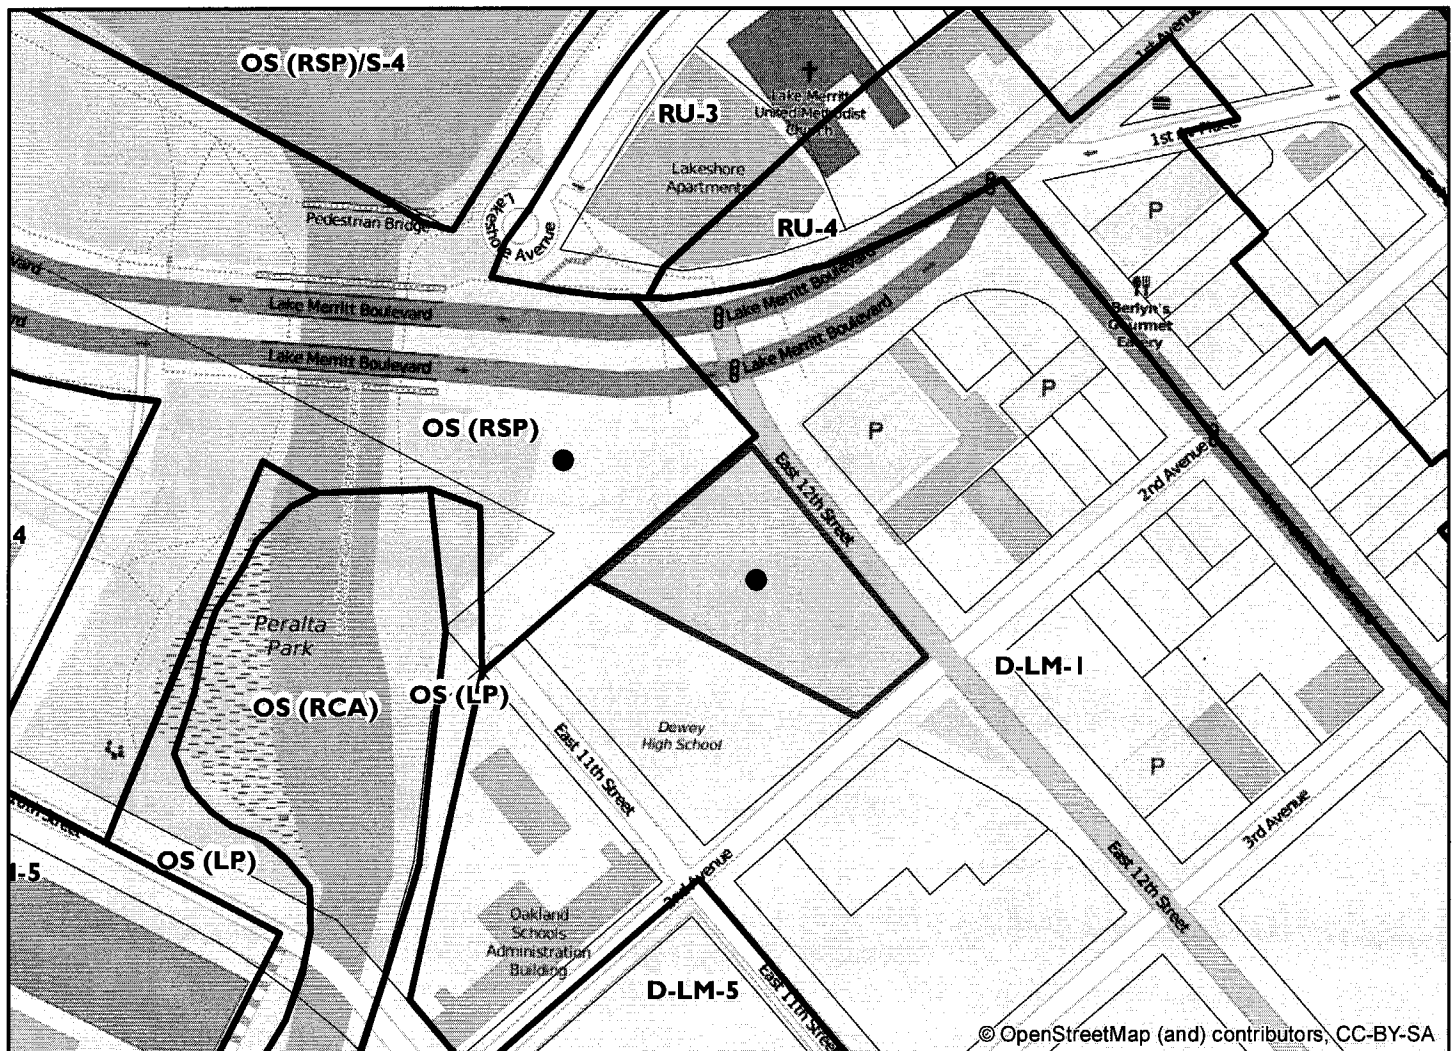 OS (RSP)/S-4
1st Avenue
RU-3
Lake Merritt
United Methodist
Church
1st
Place
Lakeshore
Apartments
Pedestrian Bridge
Lakeshore Avenue
RU-4
P
Lake Merritt Boulevard
Lake Merritt Boulevard
Berlyn's
Gourmet
Eatery
Lake Merritt Boulevard
Lake Merritt Boulevard
P
OS (RSP)
P
East 12th Street
2nd Avenue
4
Peralta
Park
D-LM-1
OS (RCA)
OS (LP)
Dewey
High School
East 11th Street
P
3rd Avenue
OS (LP)
2nd Avenue
East 12th Street
Oakland
Schools
Administration
Building
D-LM-5
East 11th Street
© OpenStreetMap (and) contributors, CC-BY-SA